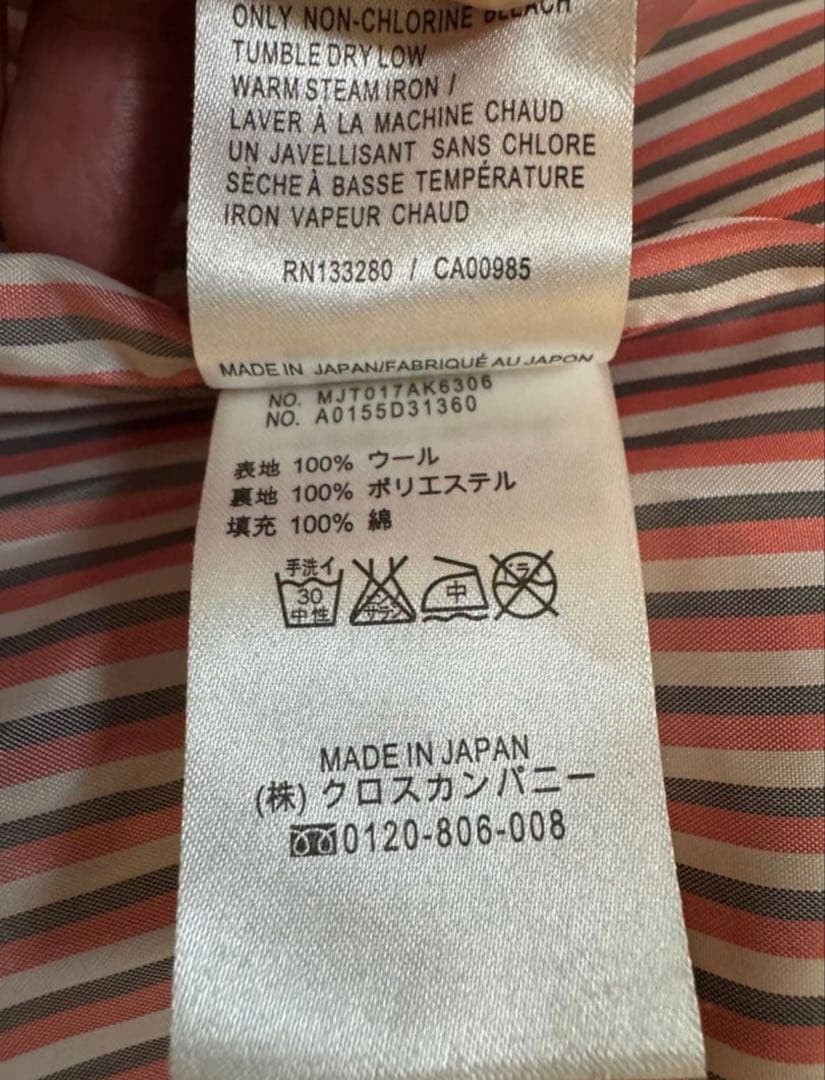 ONLY NON-CHLORINE BLEACH
TUMBLE DRY LOW
WARM STEAM IRON /
LAVER À LA MACHINE CHAUD
UN JAVELLISANT SANS CHLORE
SÈCHE À BASSE TEMPÉRATURE
IRON VAPEUR CHAUD
RN133280 / CA00985
MADE IN JAPAN/FABRIQUÉ AU JAPON
NO. MJT017AK6306
NO. A0155D31360
表地 100% ウール
裏地 100% ポリエステル
填充 100% 綿
手洗イ
30
中性
中
MADE IN JAPAN
(株) クロスカンパニー
0120-806-008